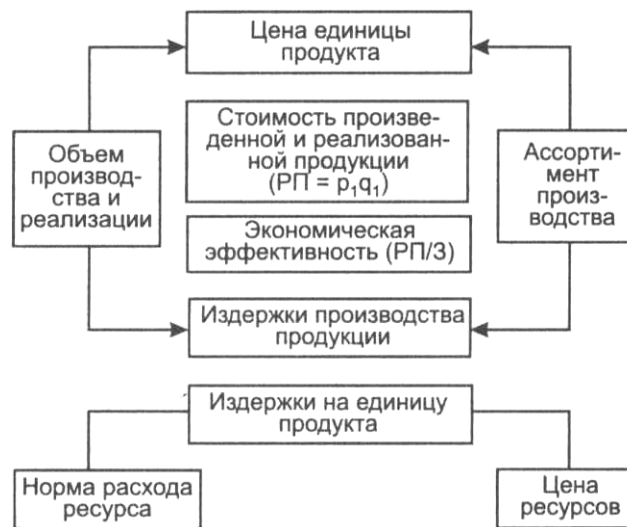 Цена единицы
продукта
Стоимость произве-
денной и реализован-
ной продукции
(РП = p₁q₁)
Объем
производ-
ства и
реализации
Ассорти-
мент
произ-
водства
Экономическая
эффективность (РП/З)
Издержки производства
продукции
Издержки на единицу
продукта
Норма расхода
ресурса
Цена
ресурсов